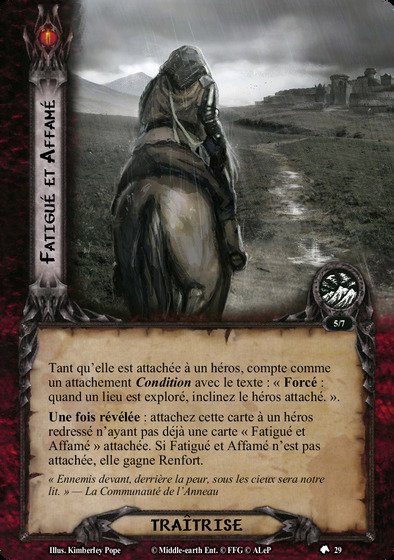 Fatigué et Affamé
5/7
Tant qu'elle est attachée à un héros, compte comme
un attachement Condition avec le texte : « Forcé :
quand un lieu est exploré, inclinez le héros attaché. ».
Une fois révélée : attachez cette carte à un héros
redressé n'ayant pas déjà une carte « Fatigué et
Affamé » attachée. Si Fatigué et Affamé n'est pas
attachée, elle gagne Renfort.
« Ennemis devant, derrière la peur, sous les cieux sera notre
lit. » — La Communauté de l'Anneau
TRAÎTRISE
Illus. Kimberley Pope © Middle-earth Ent. © FFG © ALeP 29